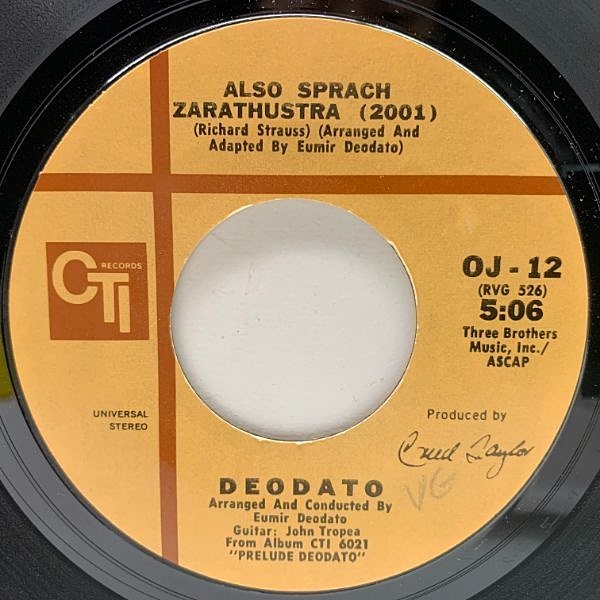 ALSO SPRACH
ZARATHUSTRA (2001)
(Richard Strauss) (Arranged And
Adapted By Eumir Deodato)
CTI
RECORDS
OJ - 12
(RVG 526)
5:06
Three Brothers
Music, Inc./
ASCAP
UNIVERSAL
STEREO
Produced by
Creed Taylor
VG
DEODATO
Arranged And Conducted By
Eumir Deodato
Guitar: John Tropea
From Album CTI 6021
"PRELUDE DEODATO"